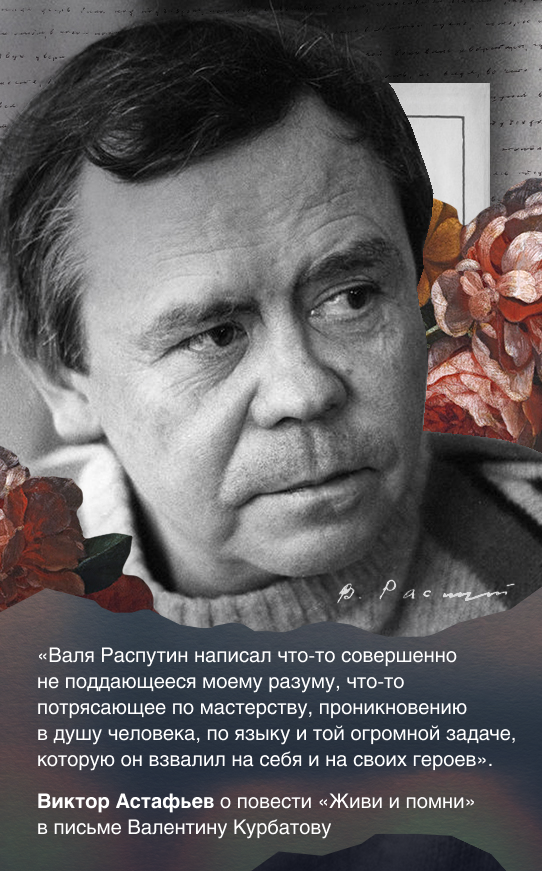 В. Распутин
«Валя Распутин написал что-то совершенно
не поддающееся моему разуму, что-то
потрясающее по мастерству, проникновению
в душу человека, по языку и той огромной задаче,
которую он взвалил на себя и на своих героев».
Виктор Астафьев о повести «Живи и помни»
в письме Валентину Курбатову